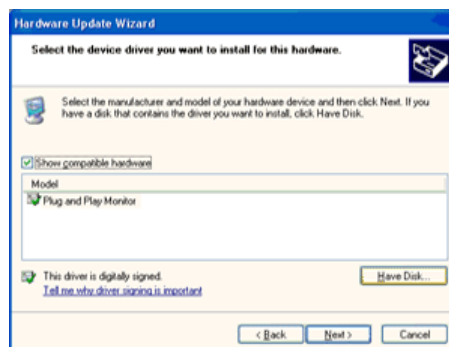 Hardware Update Wizard
Select the device driver you want to install for this hardware.
Select the manufacturer and model of your hardware device and then click Next. If you
have a disk that contains the driver you want to install, click Have Disk.
Show compatible hardware
Model
Plug and Play Monitor
This driver is digitally signed.
Have Disk...
Tell me why driver signing is important
< Back
Next >
Cancel